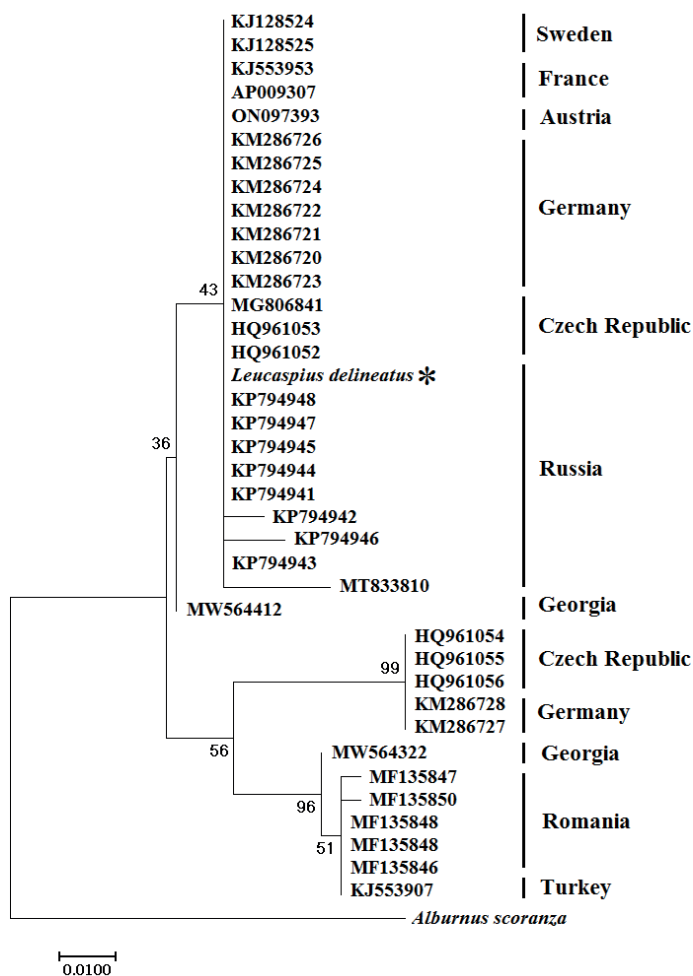 KJ128524
KJ128525
Sweden
KJ553953
AP009307
France
ON097393
Austria
KM286726
KM286725
KM286724
KM286722
KM286721
KM286720
KM286723
Germany
43
MG806841
HQ961053
HQ961052
Czech Republic
Leucaspius delineatus *
KP794948
KP794947
KP794945
KP794944
KP794941
KP794942
KP794946
KP794943
MT833810
Russia
36
MW564412
Georgia
HQ961054
HQ961055
HQ961056
Czech Republic
99
KM286728
KM286727
Germany
56
MW564322
Georgia
96
MF135847
MF135850
MF135848
MF135848
MF135846
Romania
51
KJ553907
Turkey
Alburnus scoranza
0.0100